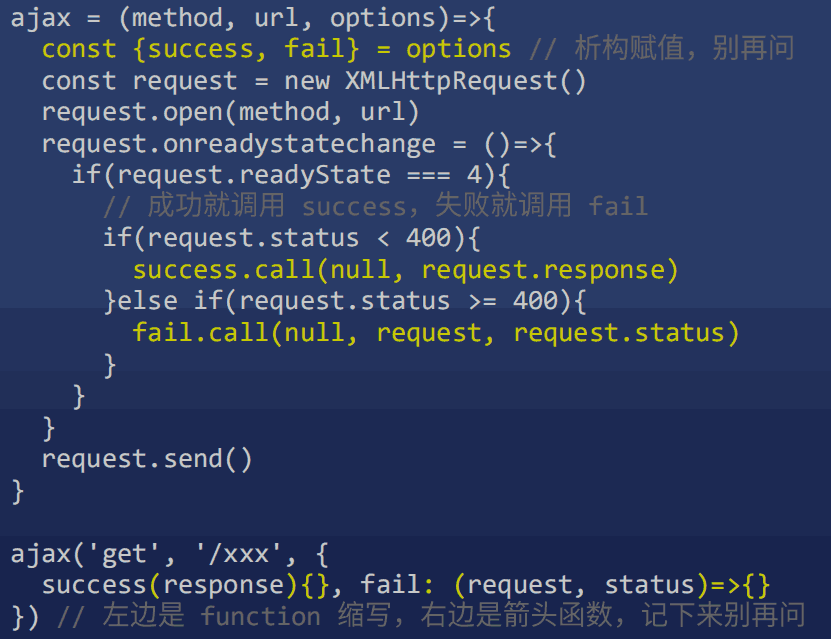 ajax = (method, url, options)=>{
  const {success, fail} = options // 析构赋值，别再问
  const request = new XMLHttpRequest()
  request.open(method, url)
  request.onreadystatechange = ()=>{
    if(request.readyState === 4){
      // 成功就调用 success，失败就调用 fail
      if(request.status < 400){
        success.call(null, request.response)
      }else if(request.status >= 400){
        fail.call(null, request, request.status)
      }
    }
  }
  request.send()
}

ajax('get', '/xxx', {
  success(response){}, fail: (request, status)=>{}
}) // 左边是 function 缩写，右边是箭头函数，记下来别再问